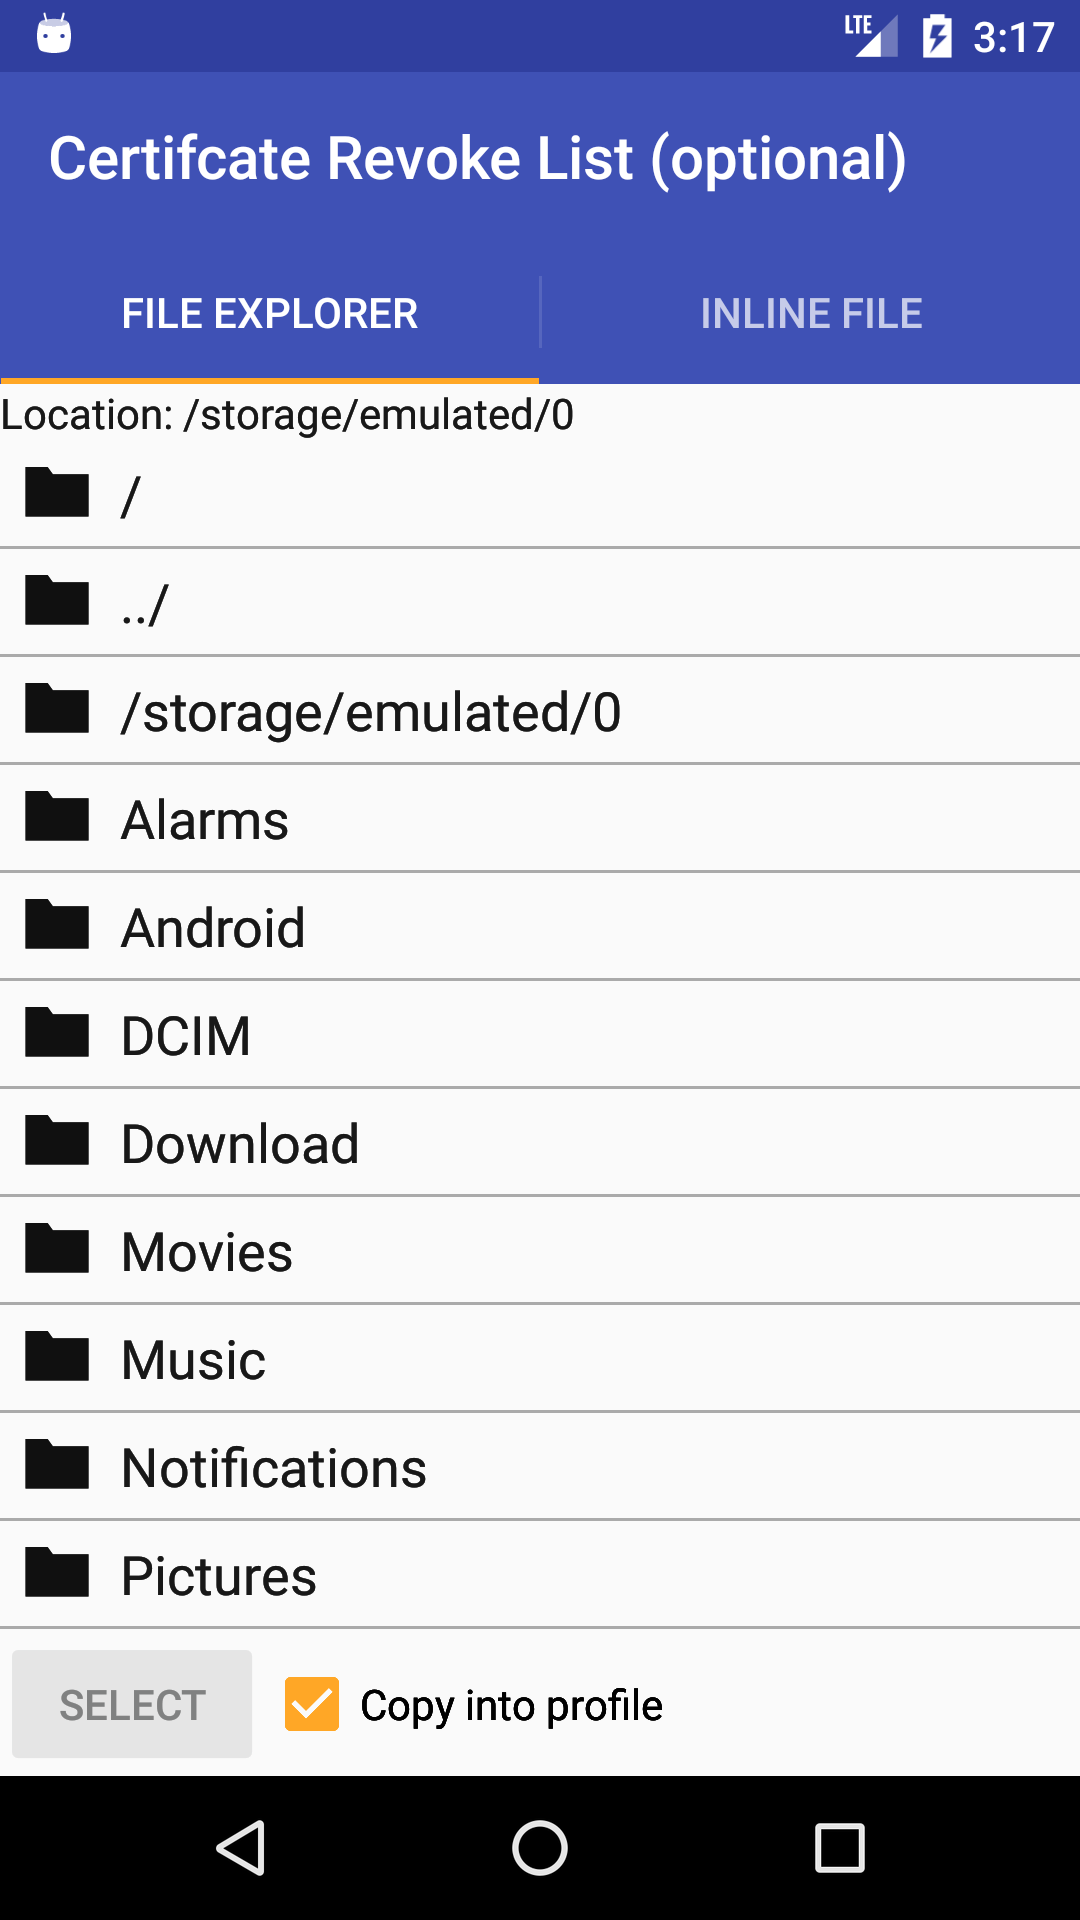 LTE 3:17
Certifcate Revoke List (optional)
FILE EXPLORER INLINE FILE
Location: /storage/emulated/0
/
../
/storage/emulated/0
Alarms
Android
DCIM
Download
Movies
Music
Notifications
Pictures
SELECT Copy into profile